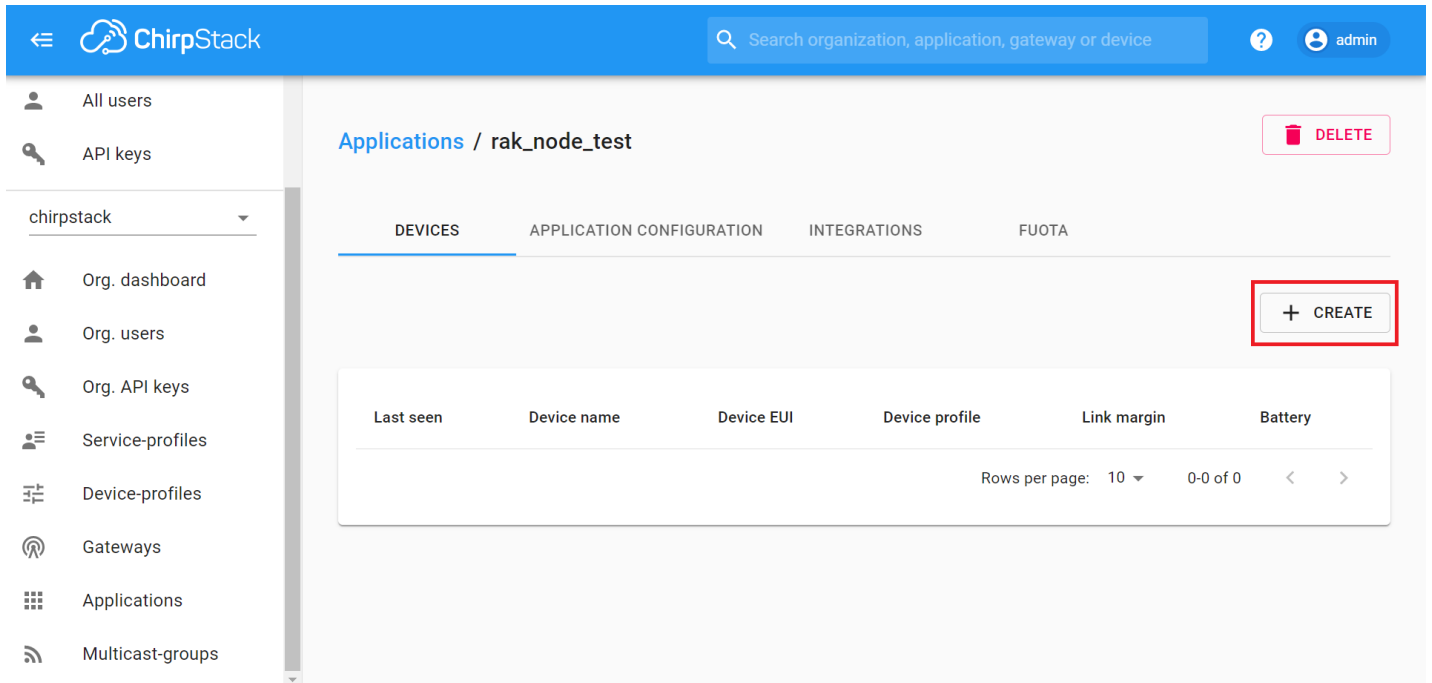 ChirpStack
Search organization, application, gateway or device
?
admin
All users
API keys
chirpstack
Org. dashboard
Org. users
Org. API keys
Service-profiles
Device-profiles
Gateways
Applications
Multicast-groups
Applications / rak_node_test
DELETE
DEVICES APPLICATION CONFIGURATION INTEGRATIONS FUOTA
+ CREATE
Last seen Device name Device EUI Device profile Link margin Battery
Rows per page: 10 0-0 of 0 < >